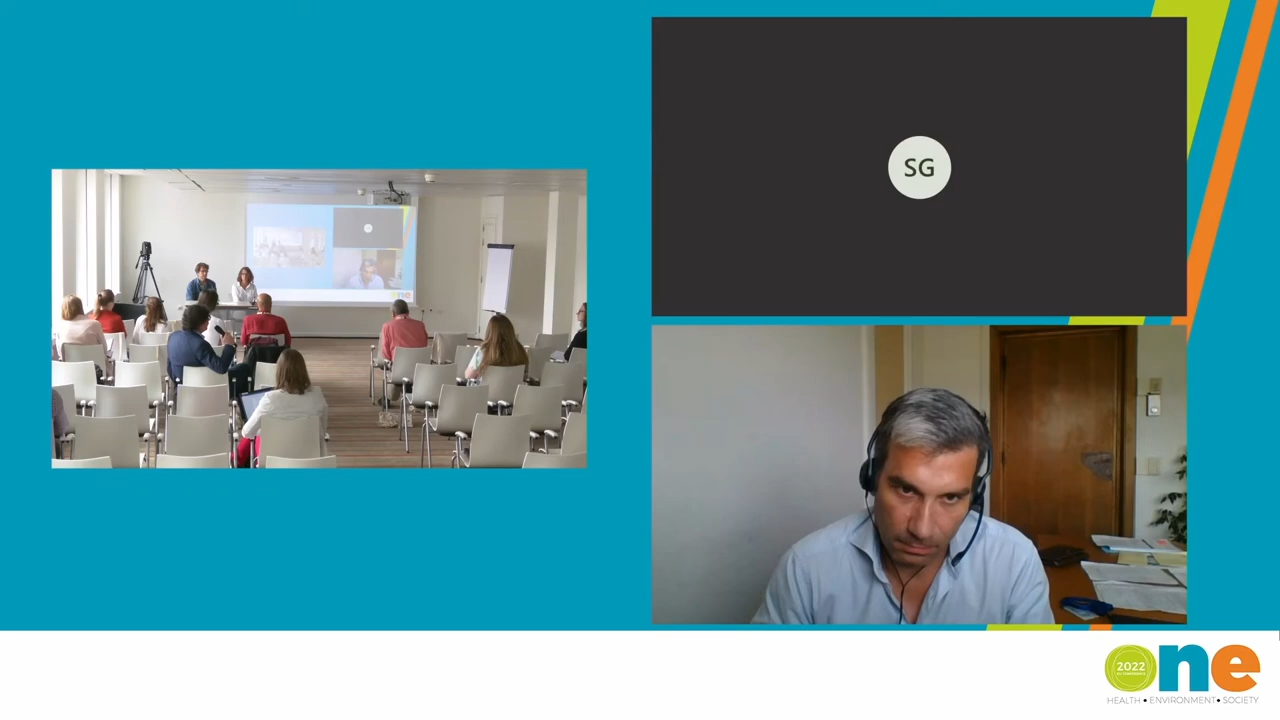 SG
2022
one
HEALTH • ENVIRONMENT • SOCIETY